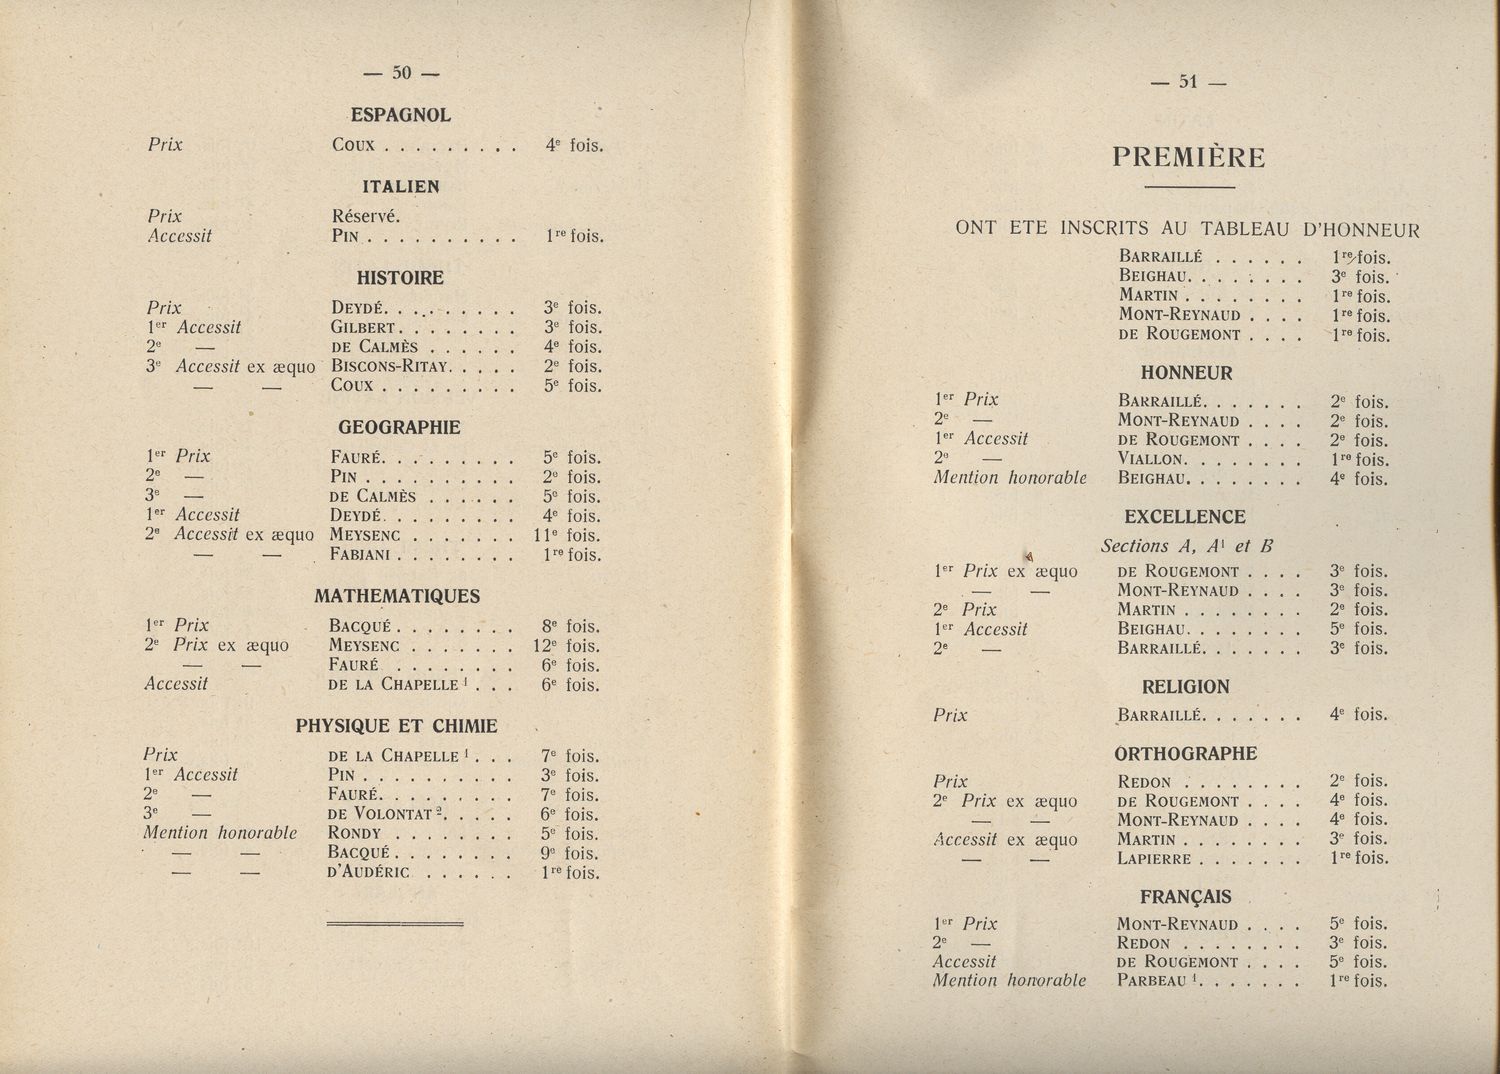 — 50 —
ESPAGNOL
Prix Coux . . . . . . . . . 4e fois.
ITALIEN
Prix Réservé.
Accessit Pin . . . . . . . . . . 1re fois.
HISTOIRE
Prix Deydé. . . . . . . . . . 3e fois.
1er Accessit Gilbert . . . . . . . . 3e fois.
2e — de Calmès . . . . . . 4e fois.
3e Accessit ex æquo Biscons-Ritay. . . . . 2e fois.
— — Coux . . . . . . . . . 5e fois.
GEOGRAPHIE
1er Prix Fauré. . . . . . . . . 5e fois.
2e — Pin . . . . . . . . . . 2e fois.
3e — de Calmès . . . . . . 5e fois.
1er Accessit Deydé. . . . . . . . . 4e fois.
2e Accessit ex æquo Meysenc . . . . . . . 11e fois.
— — Fabiani . . . . . . . . 1re fois.
MATHEMATIQUES
1er Prix Bacqué . . . . . . . . 8e fois.
2e Prix ex æquo Meysenc . . . . . . . 12e fois.
— — Fauré . . . . . . . . 6e fois.
Accessit de la Chapelle 1 . . . 6e fois.
PHYSIQUE ET CHIMIE
Prix de la Chapelle 1 . . . 7e fois.
1er Accessit Pin . . . . . . . . . . 3e fois.
2e — Fauré. . . . . . . . . 7e fois.
3e — de Volontat 2. . . . . 6e fois.
Mention honorable Rondy . . . . . . . . 5e fois.
— — Bacqué . . . . . . . . 9e fois.
— — d'Audéric . . . . . . 1re fois.
— 51 —
PREMIÈRE
ONT ETE INSCRITS AU TABLEAU D'HONNEUR
Barraillé . . . . . . 1re fois.
Beighau. . . . . . . . 3e fois.
Martin . . . . . . . . 1re fois.
Mont-Reynaud . . . . 1re fois.
de Rougemont . . . . 1re fois.
HONNEUR
1er Prix Barraillé. . . . . . . 2e fois.
2e — Mont-Reynaud . . . . 2e fois.
1er Accessit de Rougemont . . . . 2e fois.
2e — Viallon. . . . . . . . 1re fois.
Mention honorable Beighau. . . . . . . . 4e fois.
EXCELLENCE
Sections A, A1 et B
1er Prix ex æquo de Rougemont . . . . 3e fois.
— — Mont-Reynaud . . . . 3e fois.
2e Prix Martin . . . . . . . . 2e fois.
1er Accessit Beighau. . . . . . . . 5e fois.
2e — Barraillé. . . . . . . 3e fois.
RELIGION
Prix Barraillé. . . . . . . 4e fois.
ORTHOGRAPHE
Prix Redon . . . . . . . . 2e fois.
2e Prix ex æquo de Rougemont . . . . 4e fois.
— — Mont-Reynaud . . . . 4e fois.
Accessit ex æquo Martin . . . . . . . . 3e fois.
— — Lapierre . . . . . . . 1re fois.
FRANÇAIS
1er Prix Mont-Reynaud . . . . 5e fois.
2e — Redon . . . . . . . . 3e fois.
Accessit de Rougemont . . . . 5e fois.
Mention honorable Parbeau 1. . . . . . . 1re fois.